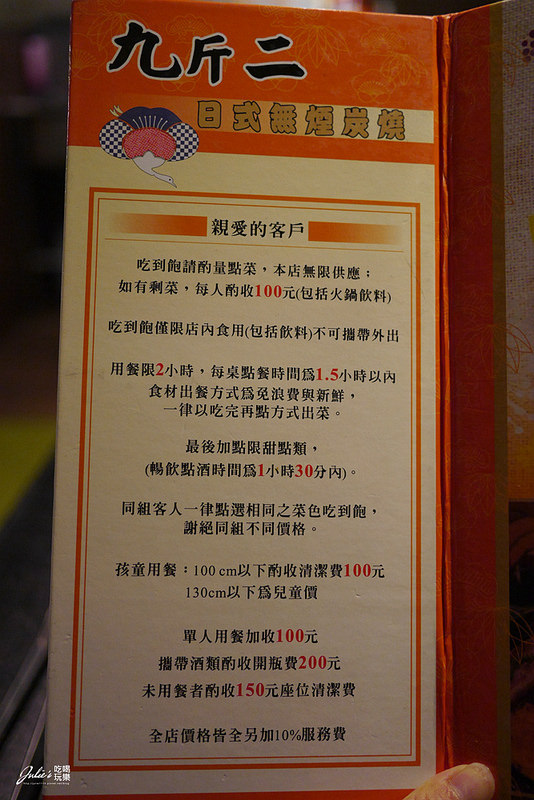 九斤二
日式無煙炭燒
親愛的客戶
吃到飽請酌量點菜，本店無限供應；
如有剩菜，每人酌收100元(包括火鍋飲料)
吃到飽僅限店內食用(包括飲料)不可攜帶外出
用餐限2小時，每桌點餐時間為1.5小時以內
食材出餐方式為免浪費與新鮮，
一律以吃完再點方式出菜。
最後加點限甜點類，
(暢飲點酒時間為1小時30分內)。
同組客人一律點選相同之菜色吃到飽，
謝絕同組不同價格。
孩童用餐：100 cm以下酌收清潔費100元
130cm以下為兒童價
單人用餐加收100元
攜帶酒類酌收開瓶費200元
未用餐者酌收150元座位清潔費
全店價格皆全另加10%服務費
Julie's 吃喝
玩樂